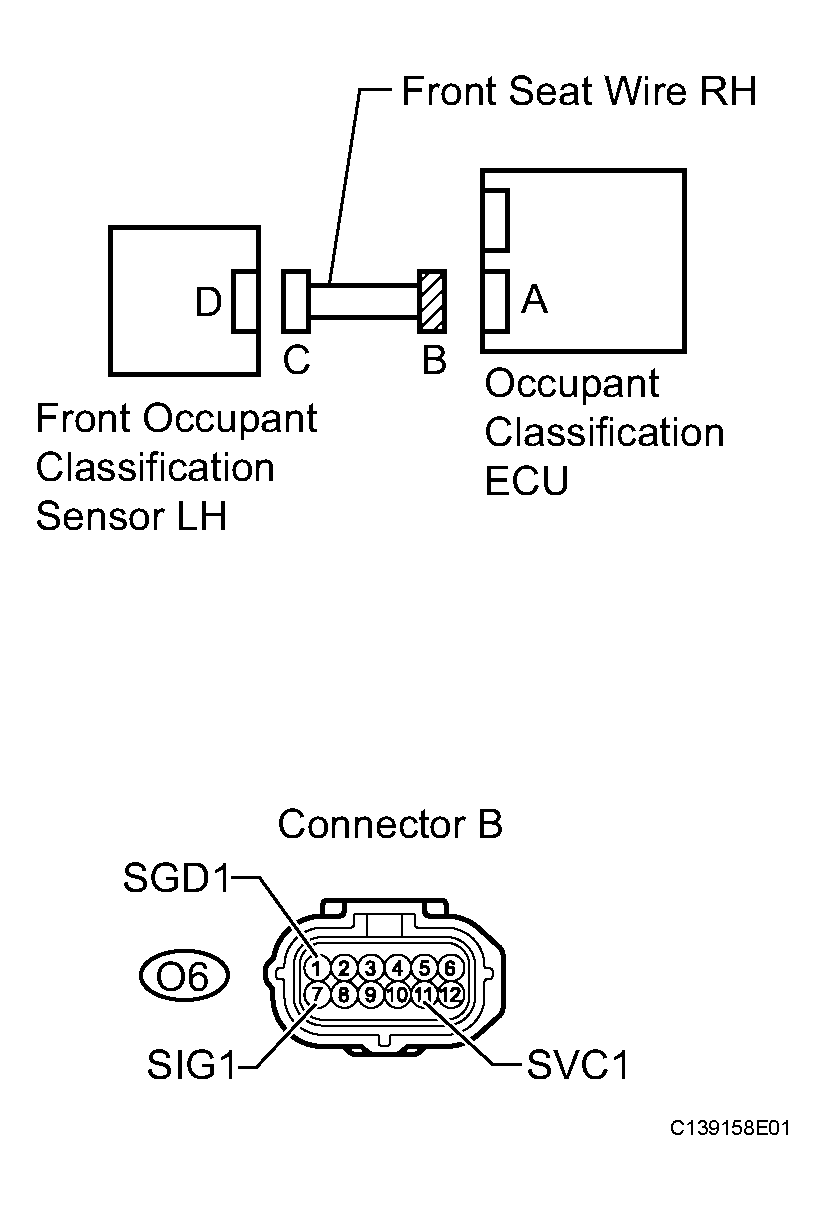 Front Seat Wire RH
D
C
B
A
Front Occupant
Classification
Sensor LH
Occupant
Classification
ECU
Connector B
SGD1
O6
1 2 3 4 5 6
7 8 9 10 11 12
SIG1
SVC1
C139158E01